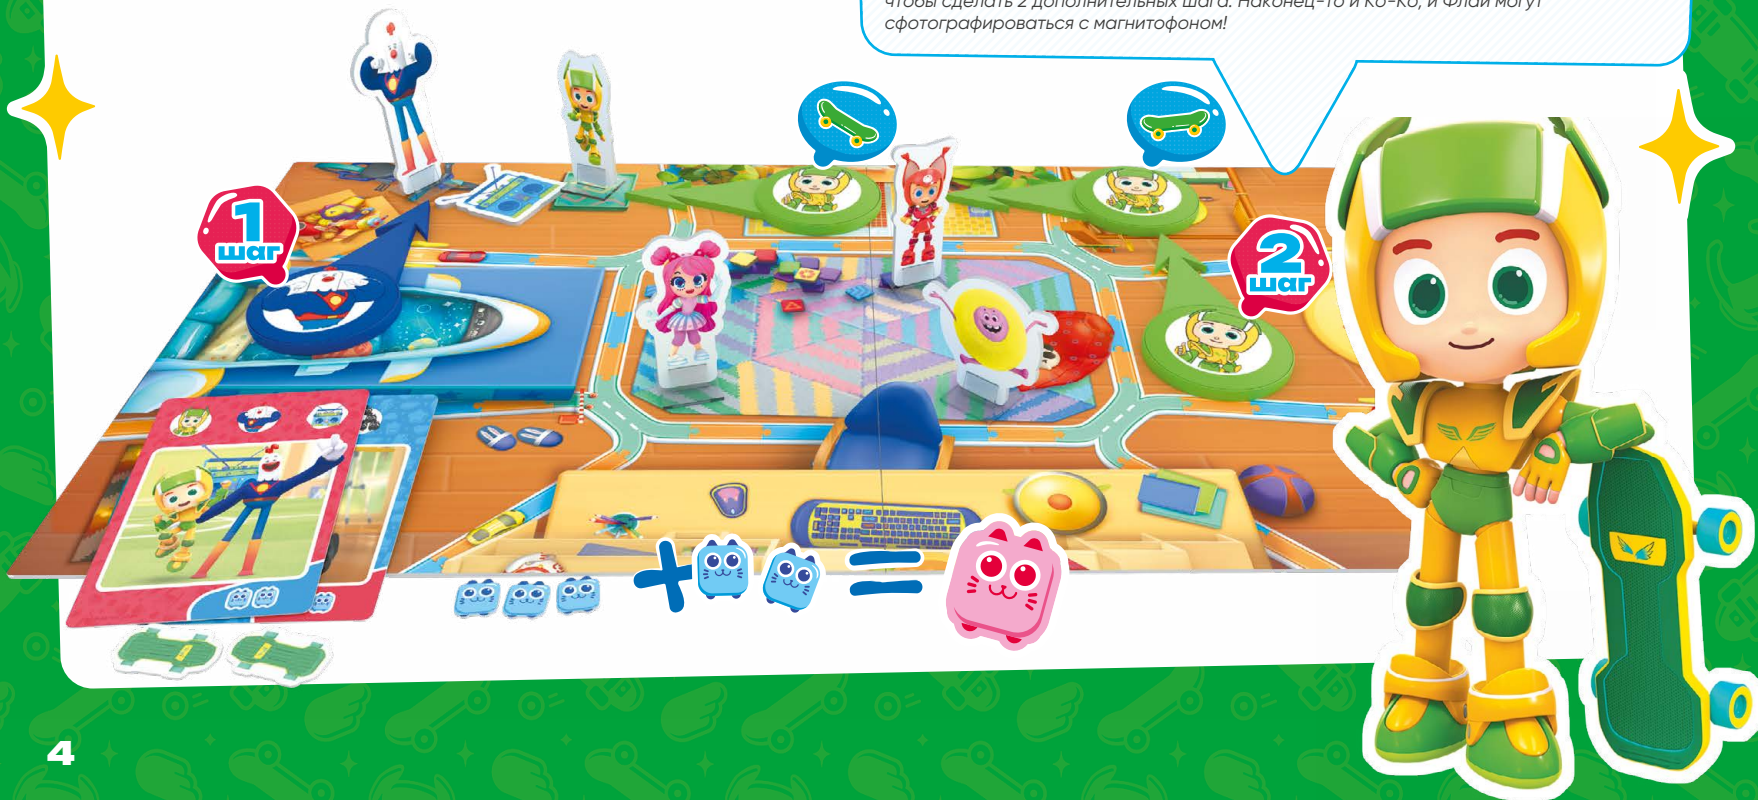 чтобы сделать 2 дополнительных шага. Наконец-то и Ко-Ко, и Флай могут
сфотографироваться с магнитофоном!
1
шаг
2
шаг
4